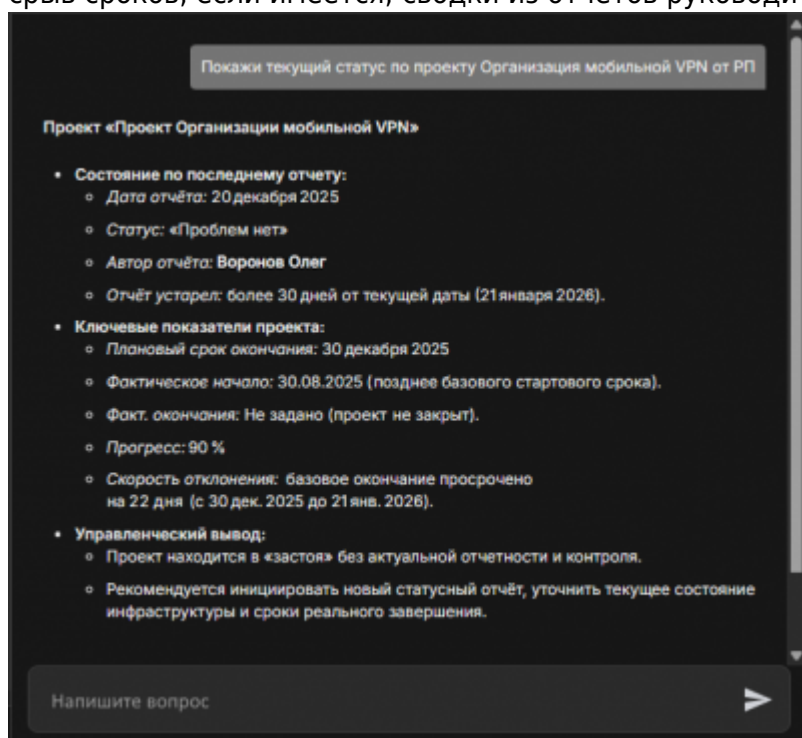 Покажи текущий статус по проекту Организация мобильной VPN от РП
Проект «Проект Организации мобильной VPN»
• Состояние по последнему отчету:
◦ Дата отчёта: 20 декабря 2025
◦ Статус: «Проблем нет»
◦ Автор отчёта: Воронов Олег
◦ Отчёт устарел: более 30 дней от текущей даты (21 января 2026).
• Ключевые показатели проекта:
◦ Плановый срок окончания: 30 декабря 2025
◦ Фактическое начало: 30.08.2025 (позднее базового стартового срока).
◦ Факт. окончания: Не задано (проект не закрыт).
◦ Прогресс: 90 %
◦ Скорость отклонения: базовое окончание просрочено
на 22 дня (с 30 дек. 2025 до 21 янв. 2026).
• Управленческий вывод:
◦ Проект находится в «застоя» без актуальной отчетности и контроля.
◦ Рекомендуется инициировать новый статусный отчёт, уточнить текущее состояние
инфраструктуры и сроки реального завершения.
Напишите вопрос